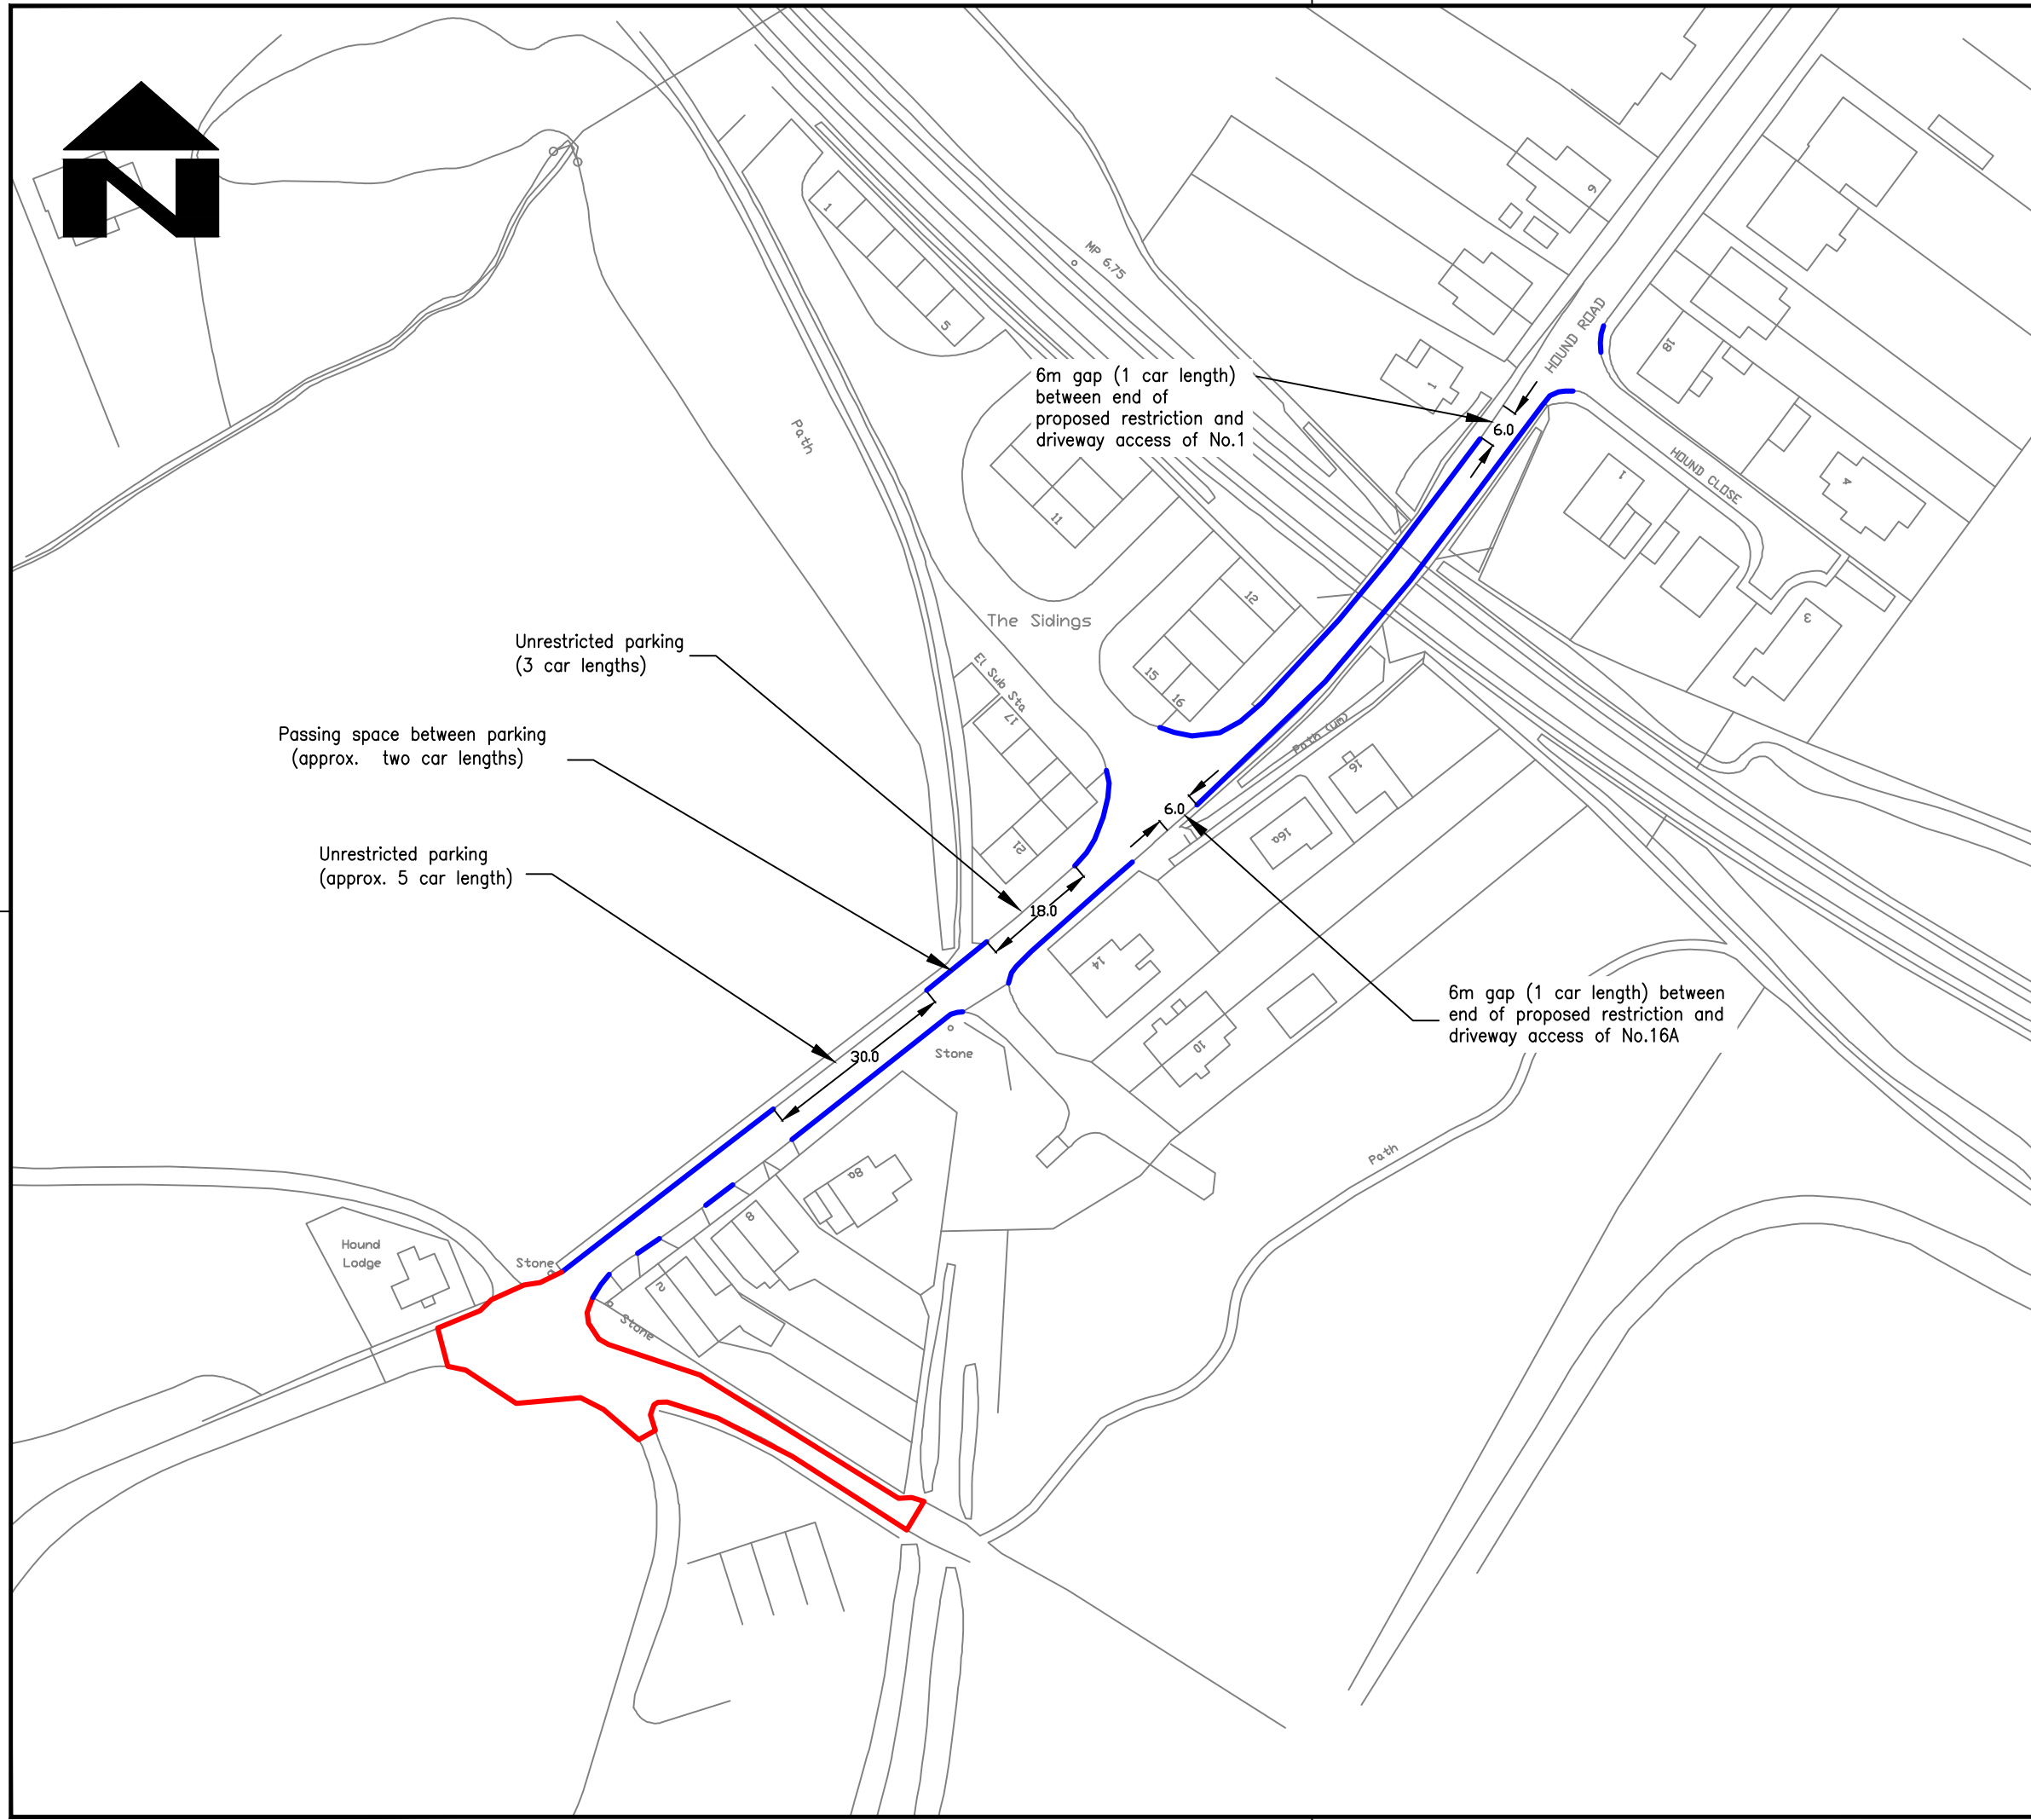 N
1
5
MP 6.75
9
HOUND ROAD
18
1
6m gap (1 car length)
between end of
proposed restriction and
driveway access of No.1
6.0
Path
11
HOUND CLOSE
1
4
3
12
The Sidings
Unrestricted parking
(3 car lengths)
El Sub Sta
17
15
16
Path (um)
16
Passing space between parking
(approx. two car lengths)
6.0
16a
21
Unrestricted parking
(approx. 5 car length)
18.0
14
6m gap (1 car length) between
end of proposed restriction and
driveway access of No.16A
10
30.0
Stone
Path
8a
8
Hound
Lodge
Stone
2
Stone